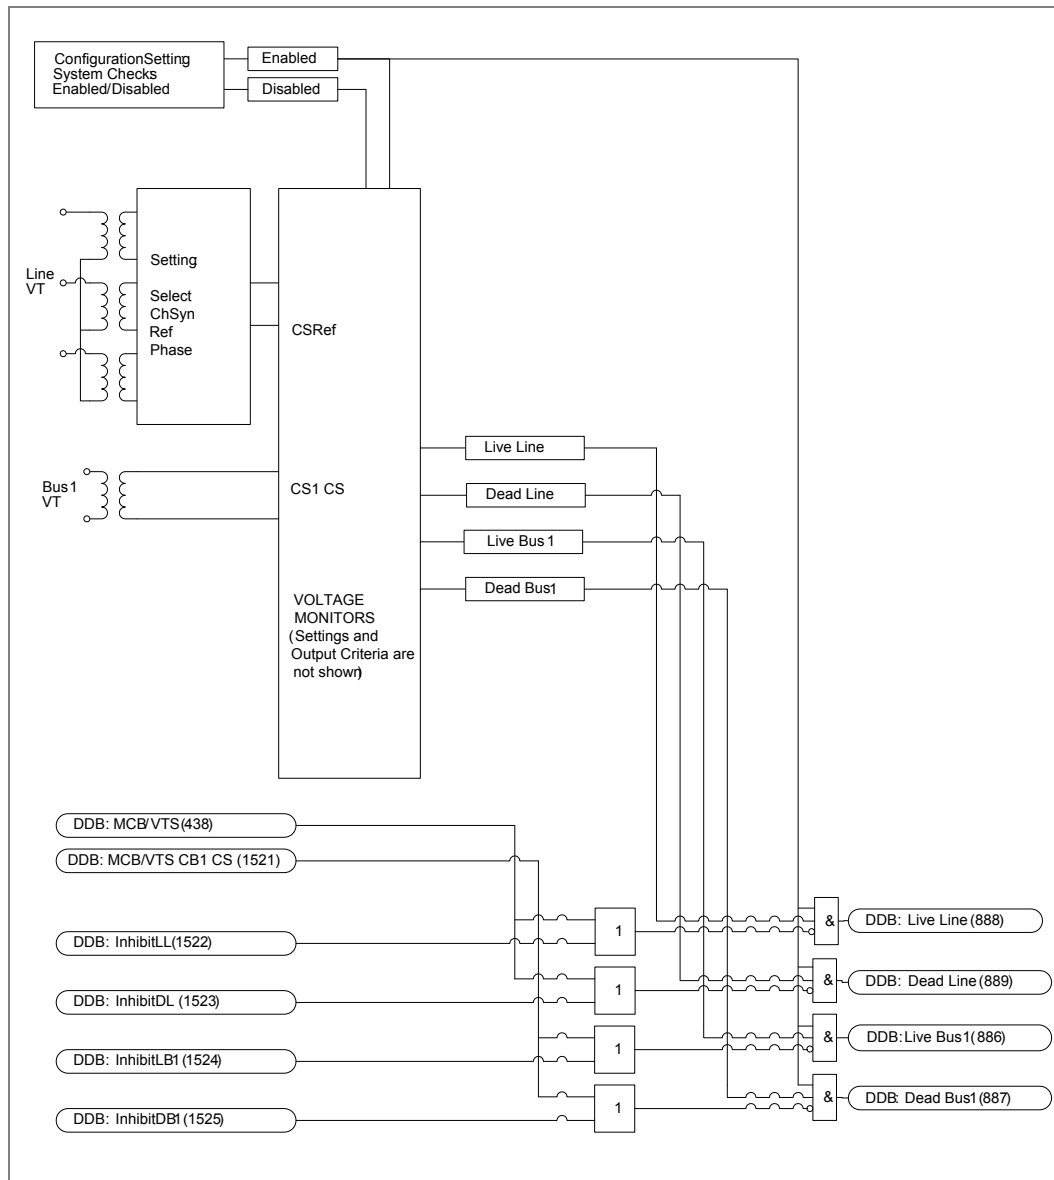 ConfigurationSetting
System Checks
Enabled/Disabled
Enabled
Disabled
Line
VT
Setting
Select
ChSyn
Ref
Phase
CSRef
Bus1
VT
CS1 CS
VOLTAGE
MONITORS
(Settings and
Output Criteria are
not shown)
Live Line
Dead Line
Live Bus 1
Dead Bus1
DDB: MCB/VTS(438)
DDB: MCB/VTS CB1 CS (1521)
DDB: InhibitLL(1522)
DDB: InhibitDL (1523)
DDB: InhibitLB1(1524)
DDB: InhibitDB1(1525)
1
1
1
1
&
&
&
&
DDB: Live Line(888)
DDB: Dead Line(889)
DDB:Live Bus1(886)
DDB: Dead Bus1(887)